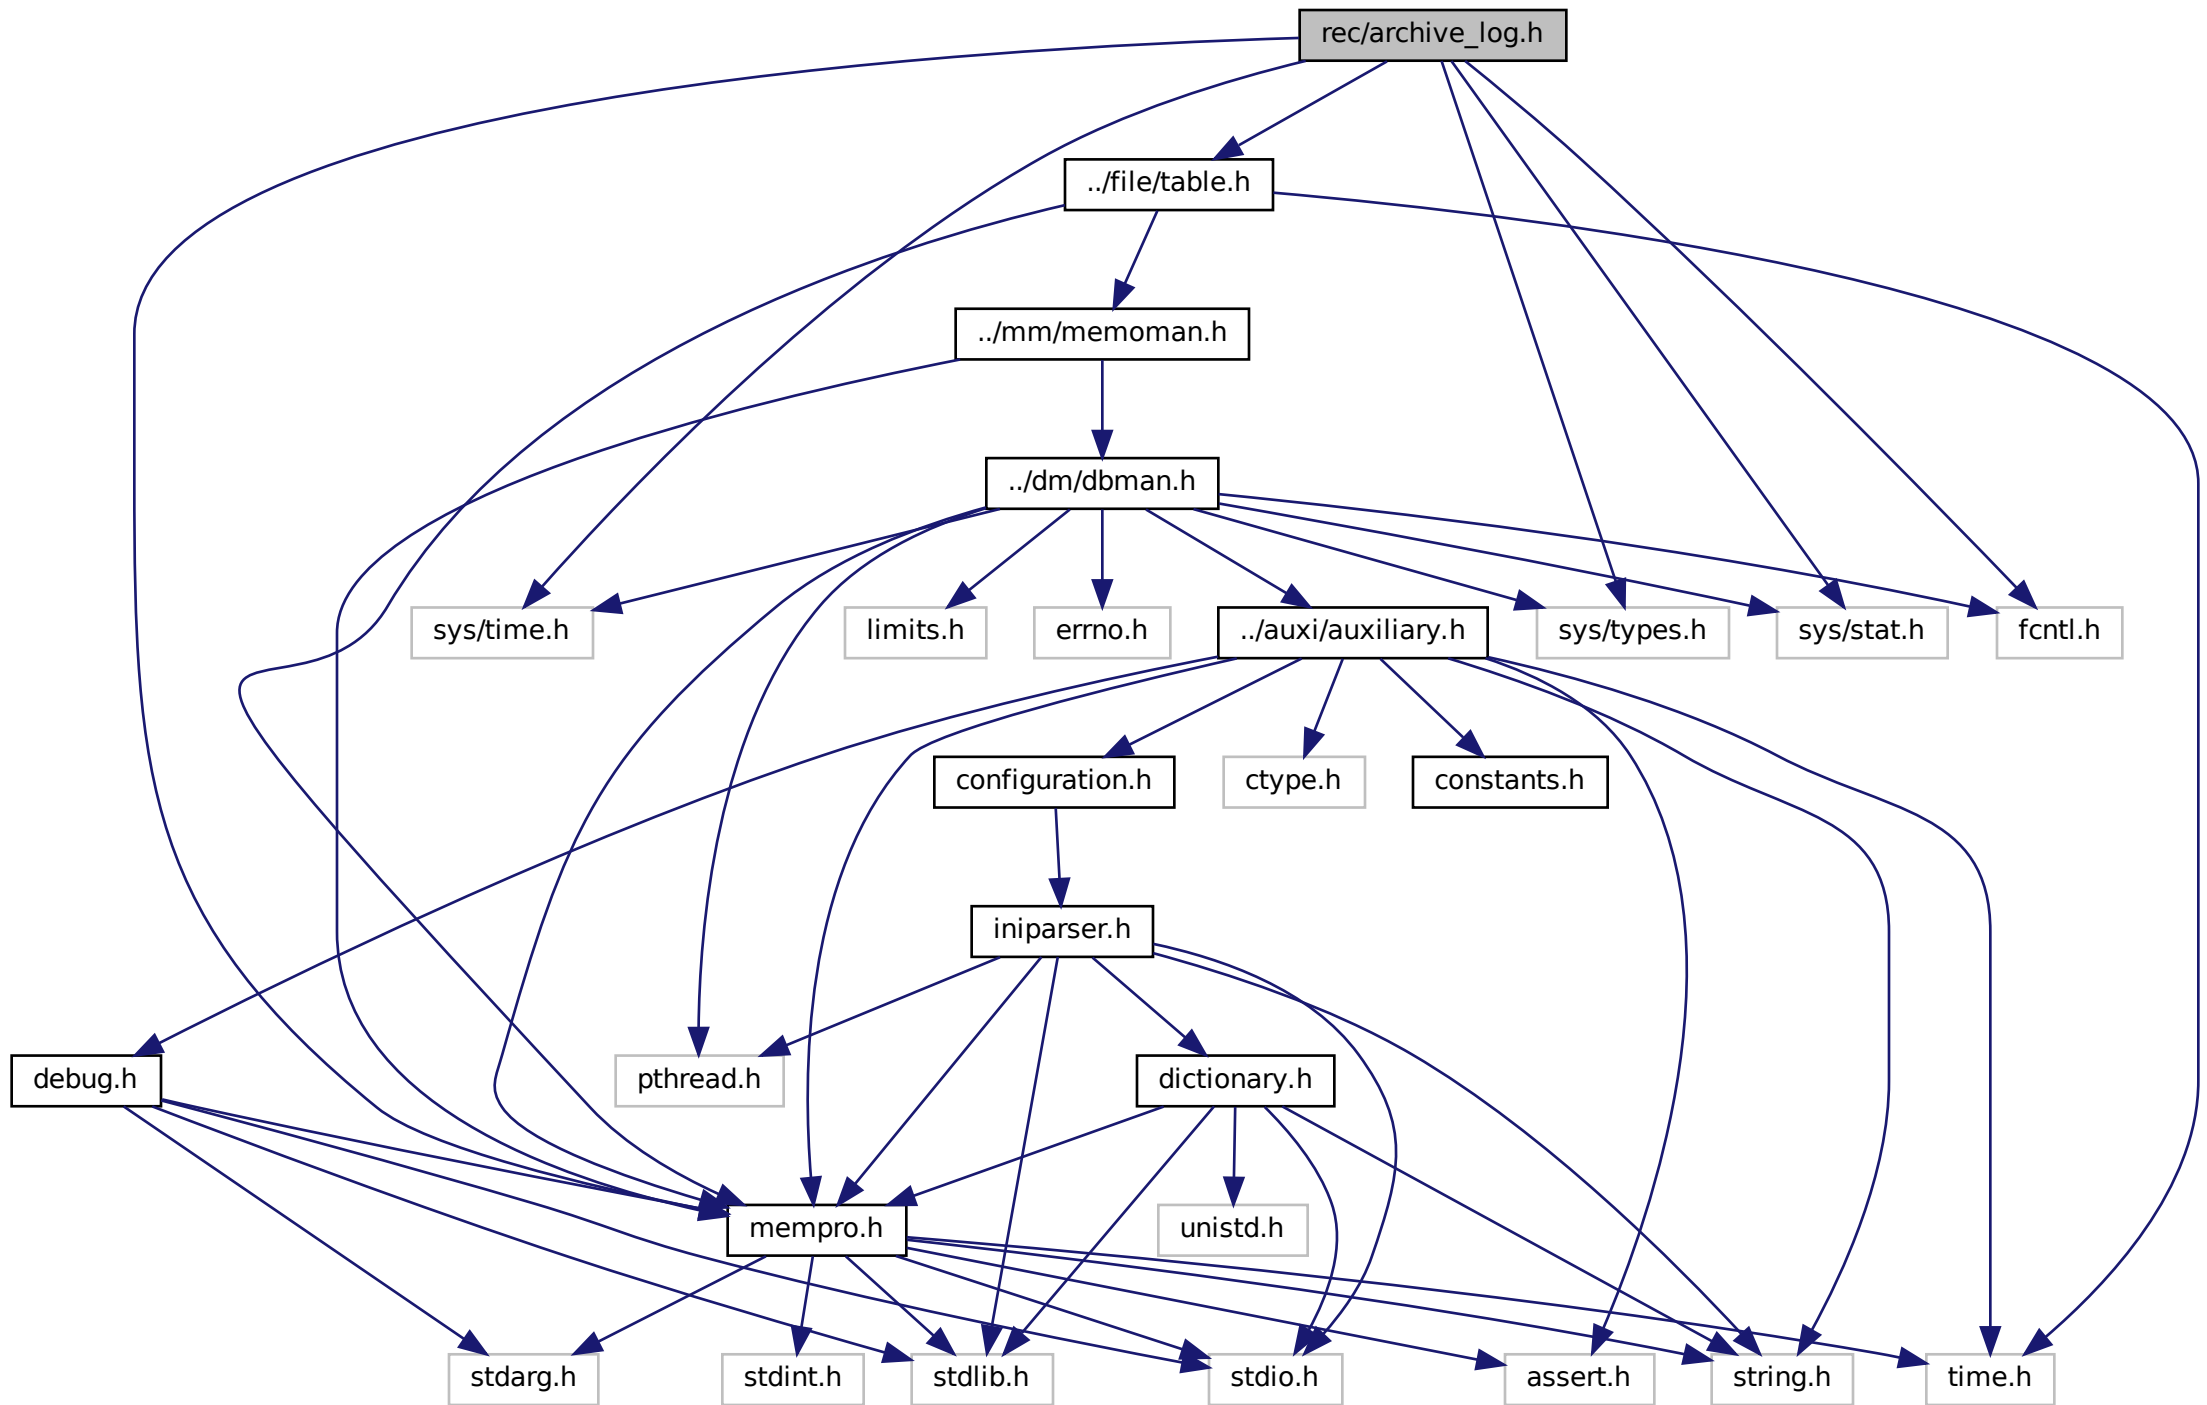 rec/archive_log.h
../file/table.h
../mm/memoman.h
../dm/dbman.h
sys/time.h
limits.h
errno.h
../auxi/auxiliary.h
sys/types.h
sys/stat.h
fcntl.h
configuration.h
ctype.h
constants.h
iniparser.h
debug.h
pthread.h
dictionary.h
mempro.h
unistd.h
stdarg.h
stdint.h
stdlib.h
stdio.h
assert.h
string.h
time.h